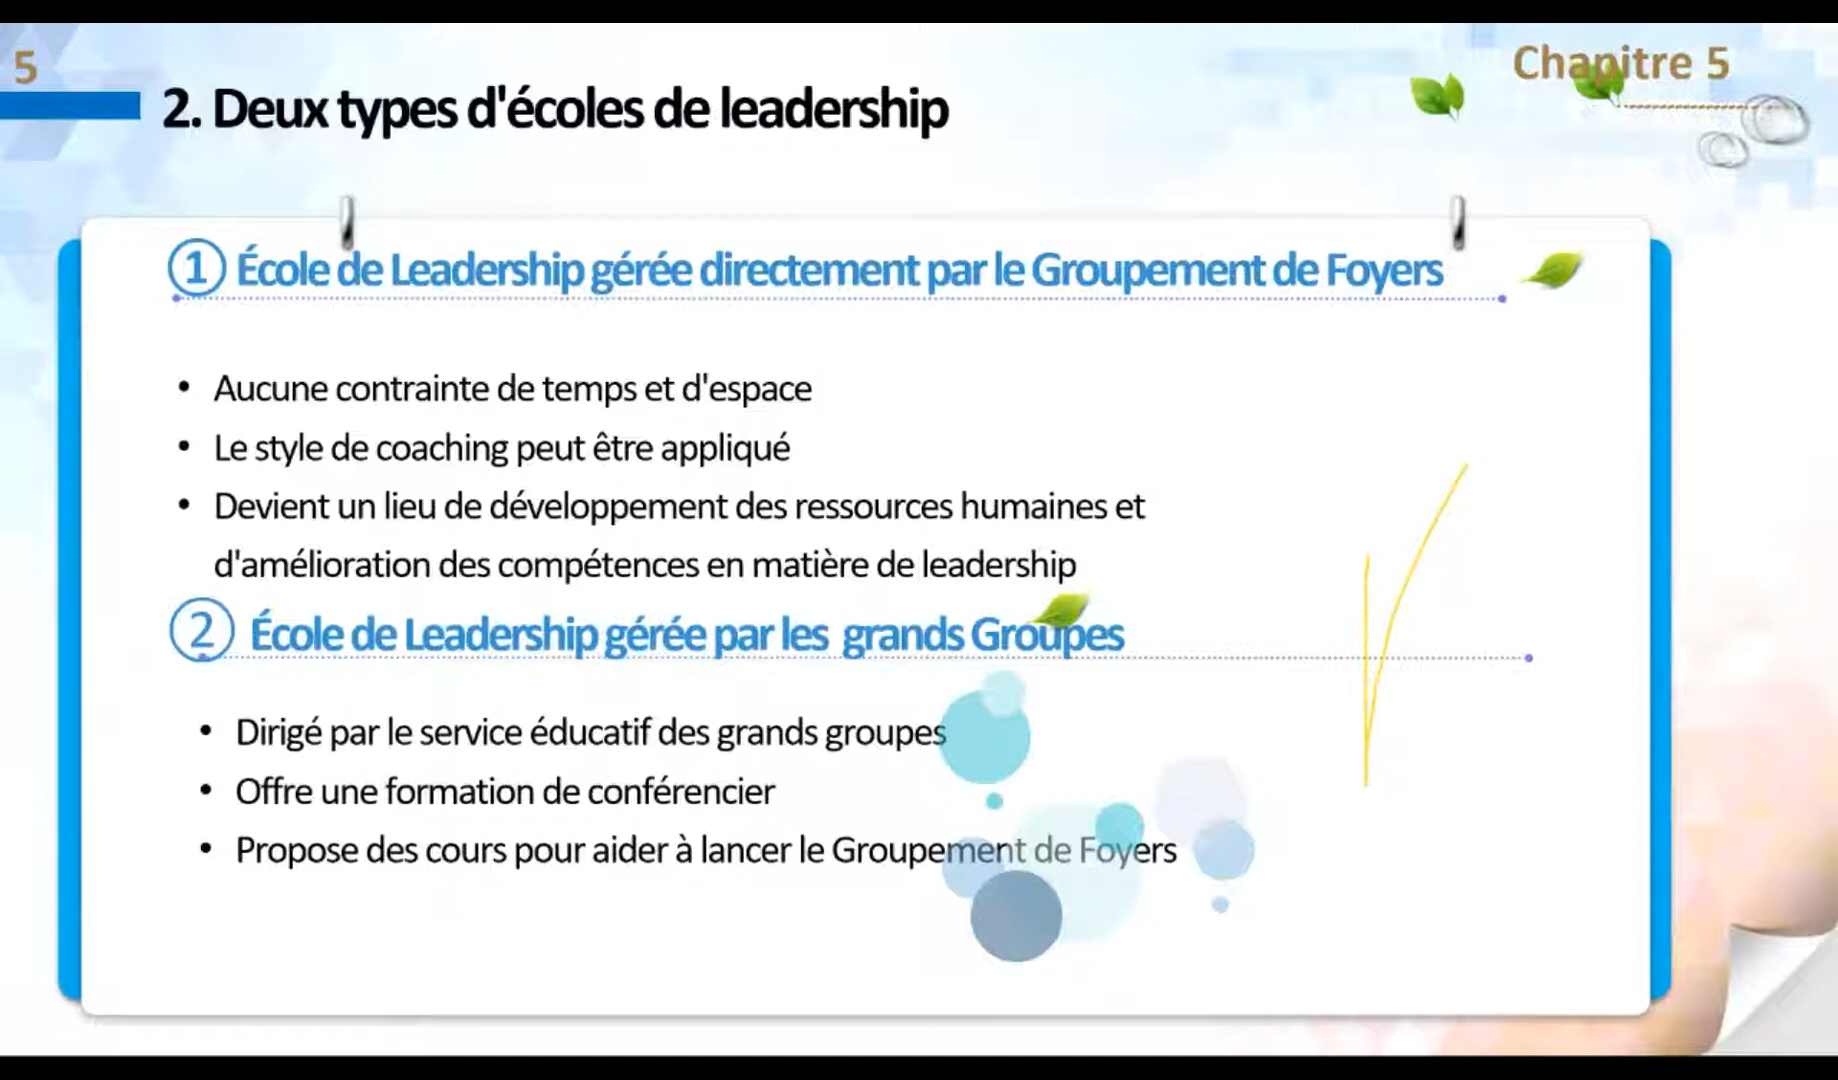 5
Chapitre 5
2. Deux types d'écoles de leadership
① École de Leadership gérée directement par le Groupement de Foyers
• Aucune contrainte de temps et d'espace
• Le style de coaching peut être appliqué
• Devient un lieu de développement des ressources humaines et
d'amélioration des compétences en matière de leadership
② École de Leadership gérée par les grands Groupes
• Dirigé par le service éducatif des grands groupes
• Offre une formation de conférencier
• Propose des cours pour aider à lancer le Groupement de Foyers